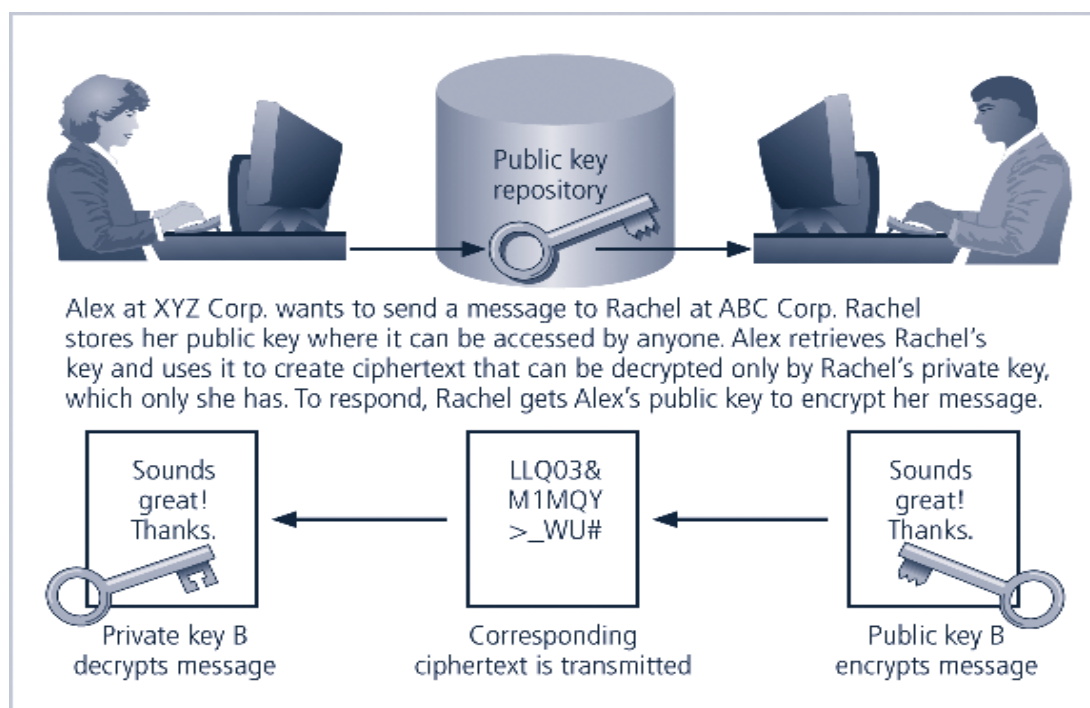 Public key
repository
Alex at XYZ Corp. wants to send a message to Rachel at ABC Corp. Rachel
stores her public key where it can be accessed by anyone. Alex retrieves Rachel's
key and uses it to create ciphertext that can be decrypted only by Rachel's private key,
which only she has. To respond, Rachel gets Alex's public key to encrypt her message.
Sounds
great!
Thanks.
LLQ03&
M1MQY
>_WU#
Sounds
great!
Thanks.
Private key B
decrypts message
Corresponding
ciphertext is transmitted
Public key B
encrypts message